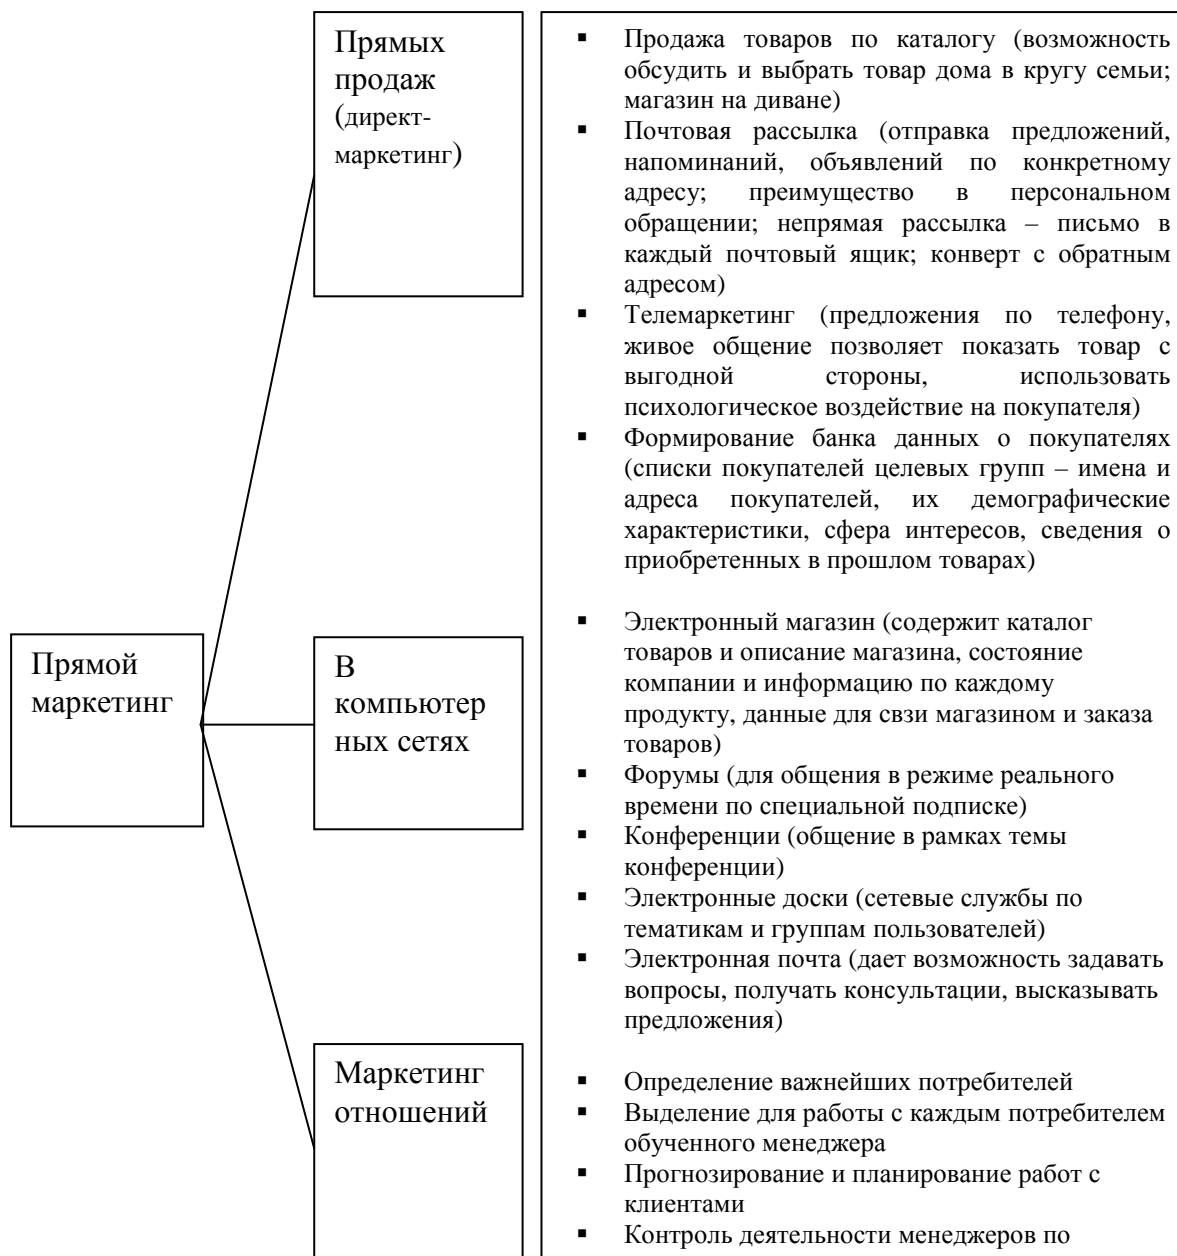 Прямой
маркетинг
Прямых
продаж
(директ-
маркетинг)
▪ Продажа товаров по каталогу (возможность
обсудить и выбрать товар дома в кругу семьи;
магазин на диване)
▪ Почтовая рассылка (отправка предложений,
напоминаний, объявлений по конкретному
адресу; преимущество в персональном
обращении; непрямая рассылка – письмо в
каждый почтовый ящик; конверт с обратным
адресом)
▪ Телемаркетинг (предложения по телефону,
живое общение позволяет показать товар с
выгодной стороны, использовать
психологическое воздействие на покупателя)
▪ Формирование банка данных о покупателях
(списки покупателей целевых групп – имена и
адреса покупателей, их демографические
характеристики, сфера интересов, сведения о
приобретенных в прошлом товарах)
В
компьютер
ных сетях
▪ Электронный магазин (содержит каталог
товаров и описание магазина, состояние
компании и информацию по каждому
продукту, данные для свзи магазином и заказа
товаров)
▪ Форумы (для общения в режиме реального
времени по специальной подписке)
▪ Конференции (общение в рамках темы
конференции)
▪ Электронные доски (сетевые службы по
тематикам и группам пользователей)
▪ Электронная почта (дает возможность задавать
вопросы, получать консультации, высказывать
предложения)
Маркетинг
отношений
▪ Определение важнейших потребителей
▪ Выделение для работы с каждым потребителем
обученного менеджера
▪ Прогнозирование и планирование работ с
клиентами
▪ Контроль деятельности менеджеров по